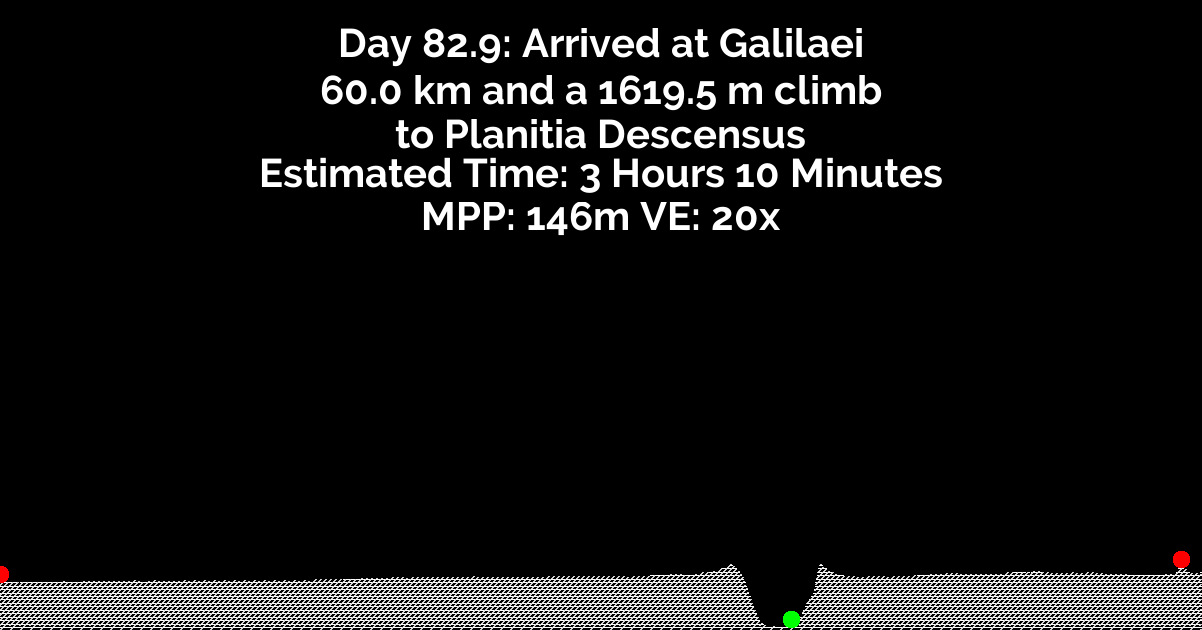 Day 82.9: Arrived at Galilaei
60.0 km and a 1619.5 m climb
to Planitia Descensus
Estimated Time: 3 Hours 10 Minutes
MPP: 146m VE: 20x